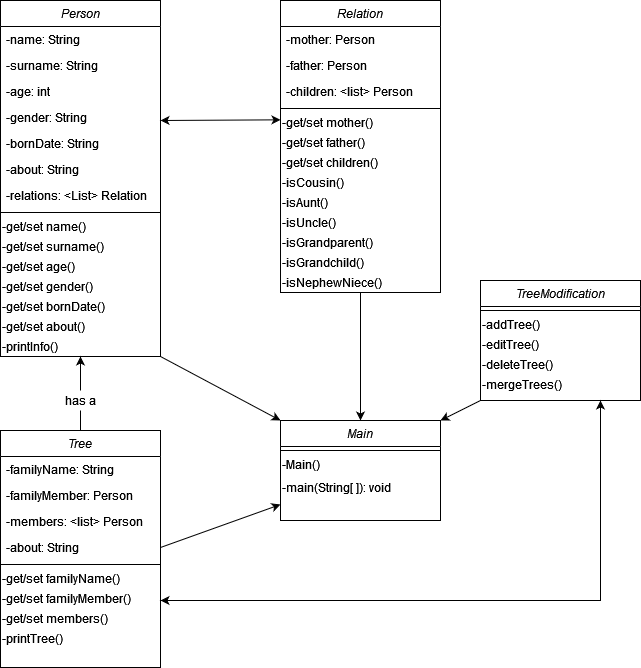 Person
-name: String
-surname: String
-age: int
-gender: String
-bornDate: String
-about: String
-relations: <List> Relation
-get/set name()
-get/set surname()
-get/set age()
-get/set gender()
-get/set bornDate()
-get/set about()
-printInfo()
Relation
-mother: Person
-father: Person
-children: <list> Person
-get/set mother()
-get/set father()
-get/set children()
-isCousin()
-isAunt()
-isUncle()
-isGrandparent()
-isGrandchild()
-isNephewNiece()
TreeModification
-addTree()
-editTree()
-deleteTree()
-mergeTrees()
has a
Tree
-familyName: String
-familyMember: Person
-members: <list> Person
-about: String
-get/set familyName()
-get/set familyMember()
-get/set members()
-printTree()
Main
-Main()
-main(String[ ]): void